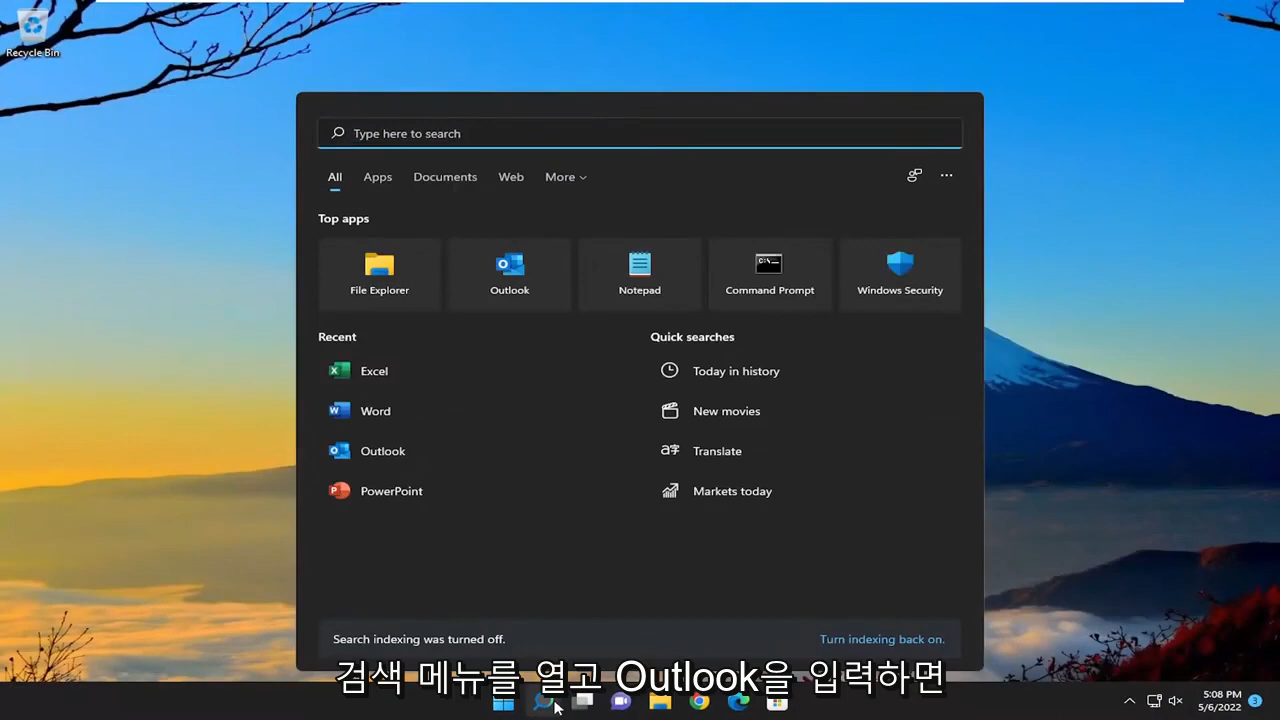 Recycle Bin
Type here to search
All Apps Documents Web More
Top apps
File Explorer Outlook Notepad Command Prompt Windows Security
Recent Quick searches
Excel Today in history
Word New movies
Outlook Translate
PowerPoint Markets today
Search indexing was turned off. Turn indexing back on.
검색 메뉴를 열고 Outlook을 입력하면
5:08 PM
5/6/2022 3